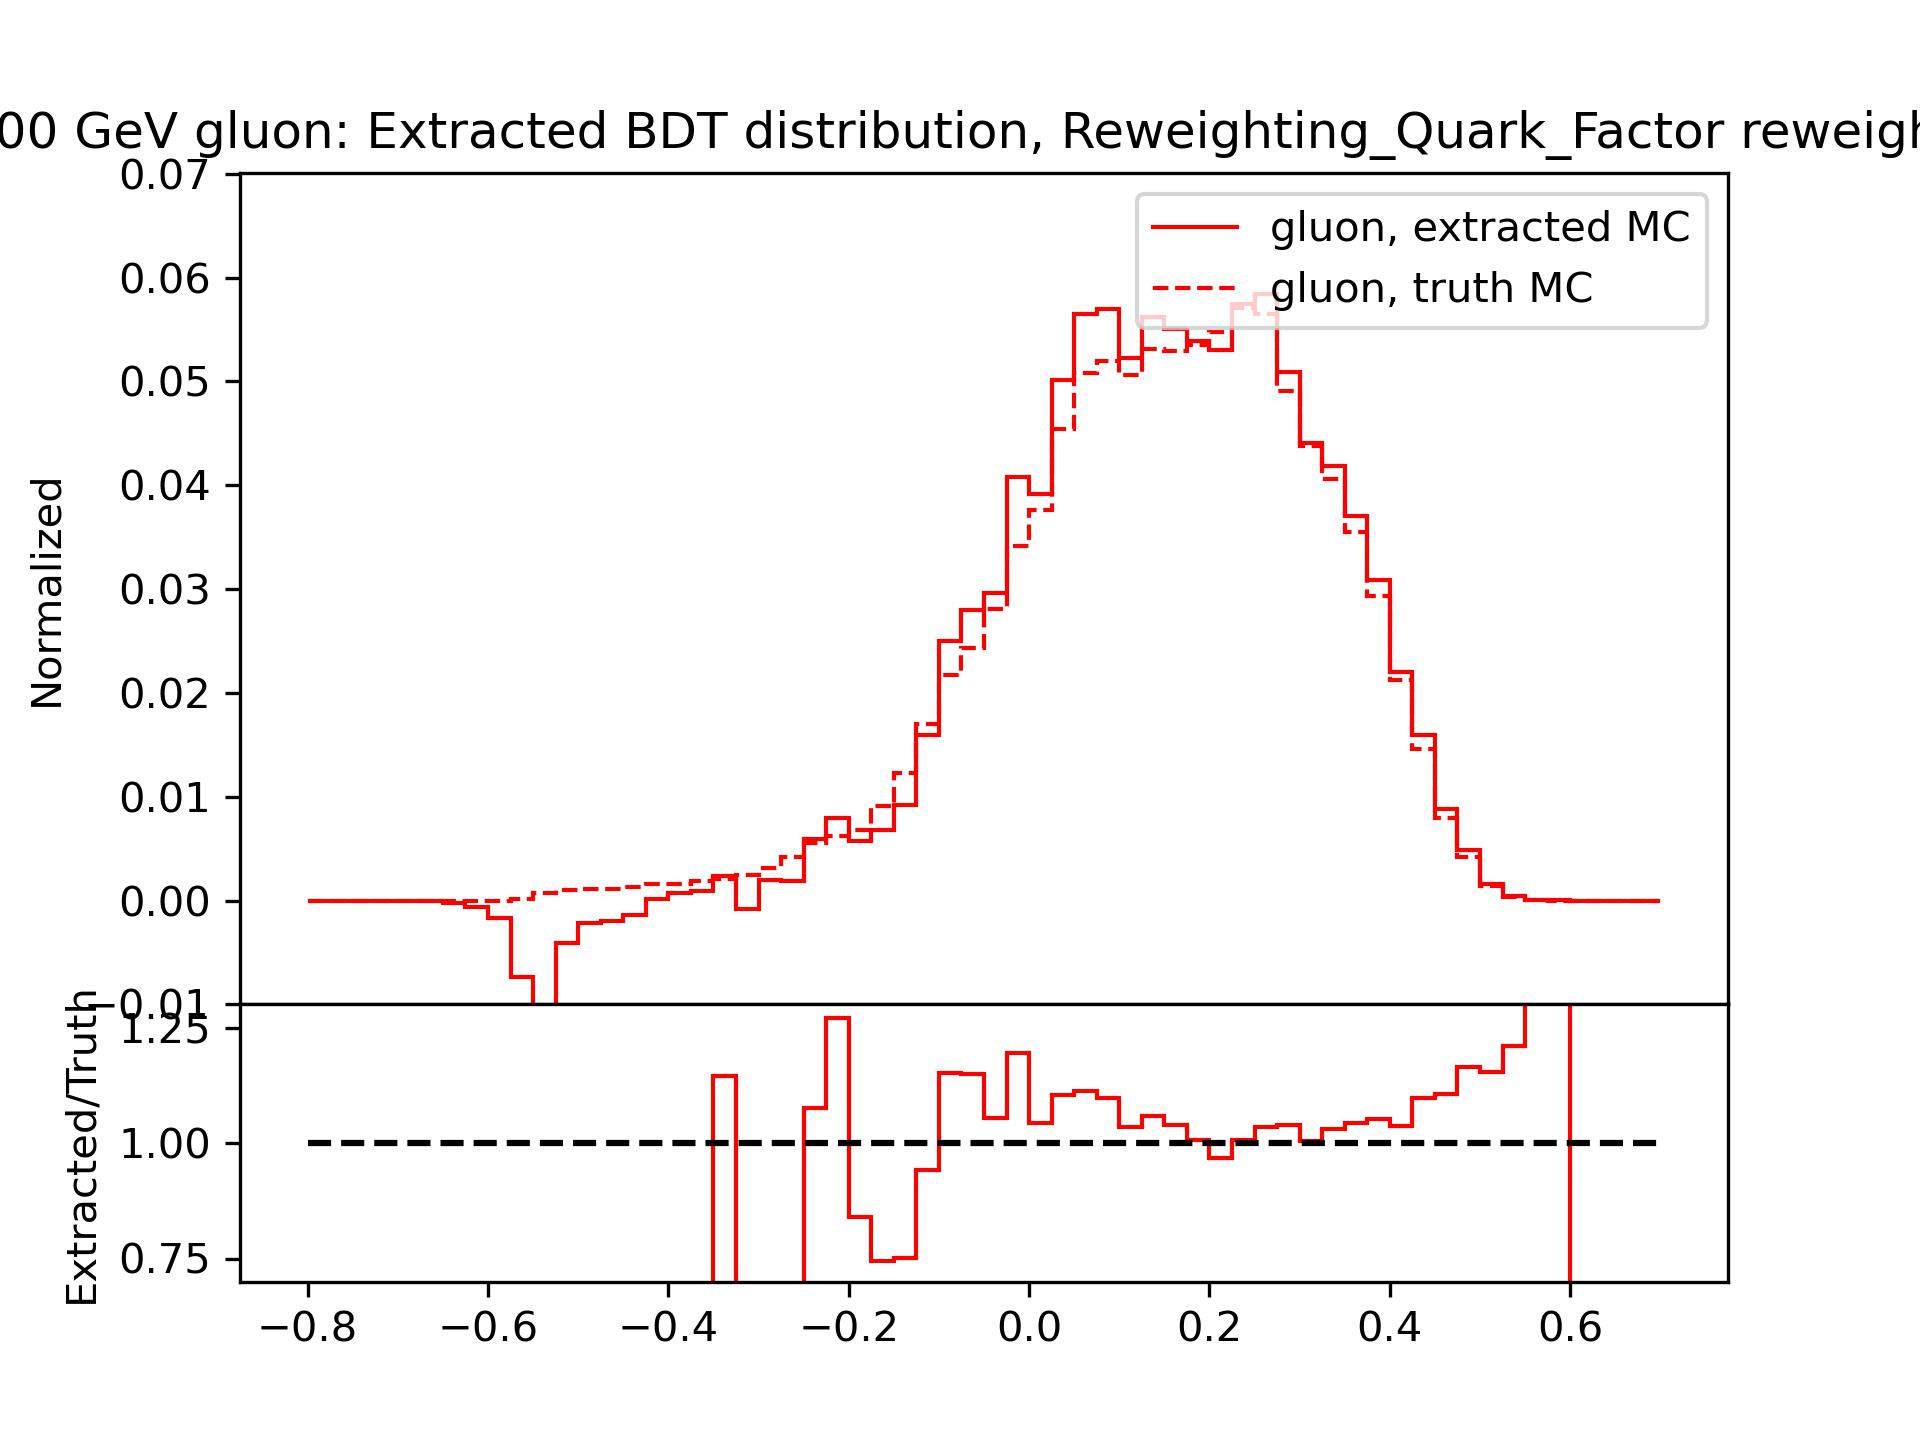 00 GeV gluon: Extracted BDT distribution, Reweighting_Quark_Factor reweigh
gluon, extracted MC
gluon, truth MC
Normalized
0.07
0.06
0.05
0.04
0.03
0.02
0.01
0.00
−0.01
Extracted/Truth
1.25
1.00
0.75
−0.8 −0.6 −0.4 −0.2 0.0 0.2 0.4 0.6